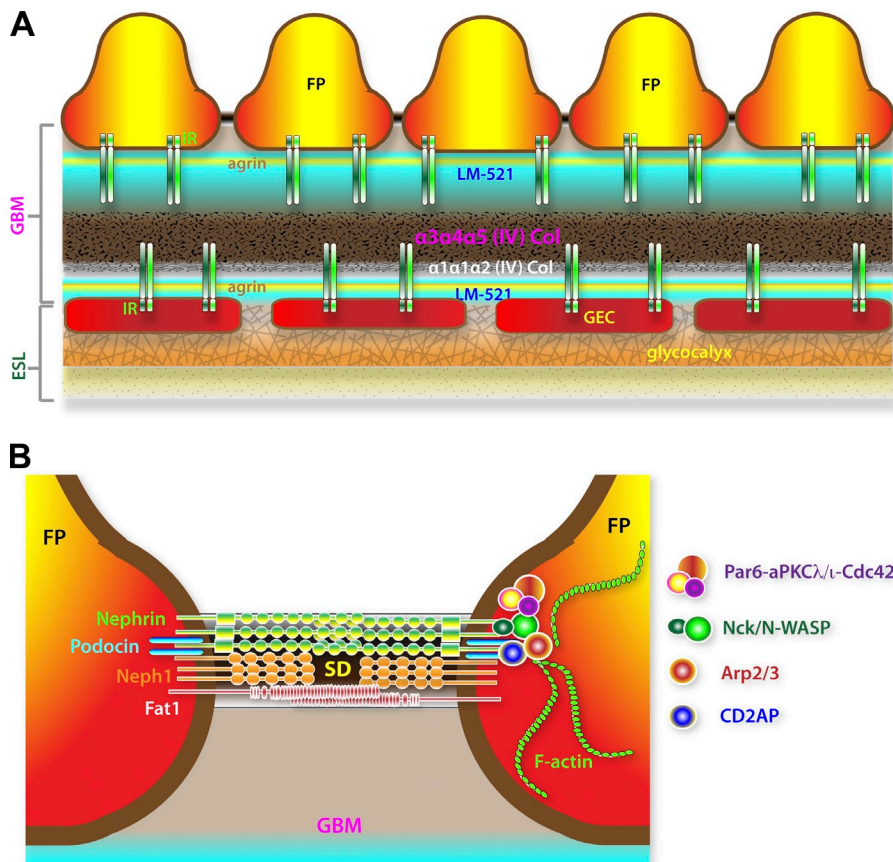 A
FP
FP
iR
agrin
LM-521
GBM
α3α4α5 (IV) Col
α1α1α2 (IV) Col
agrin
LM-521
IR
GEC
ESL
glycocalyx
B
FP
FP
Par6-aPKCλ/ι-Cdc42
Nephrin
Nck/N-WASP
Podocin
SD
Neph1
Arp2/3
Fat1
CD2AP
F-actin
GBM